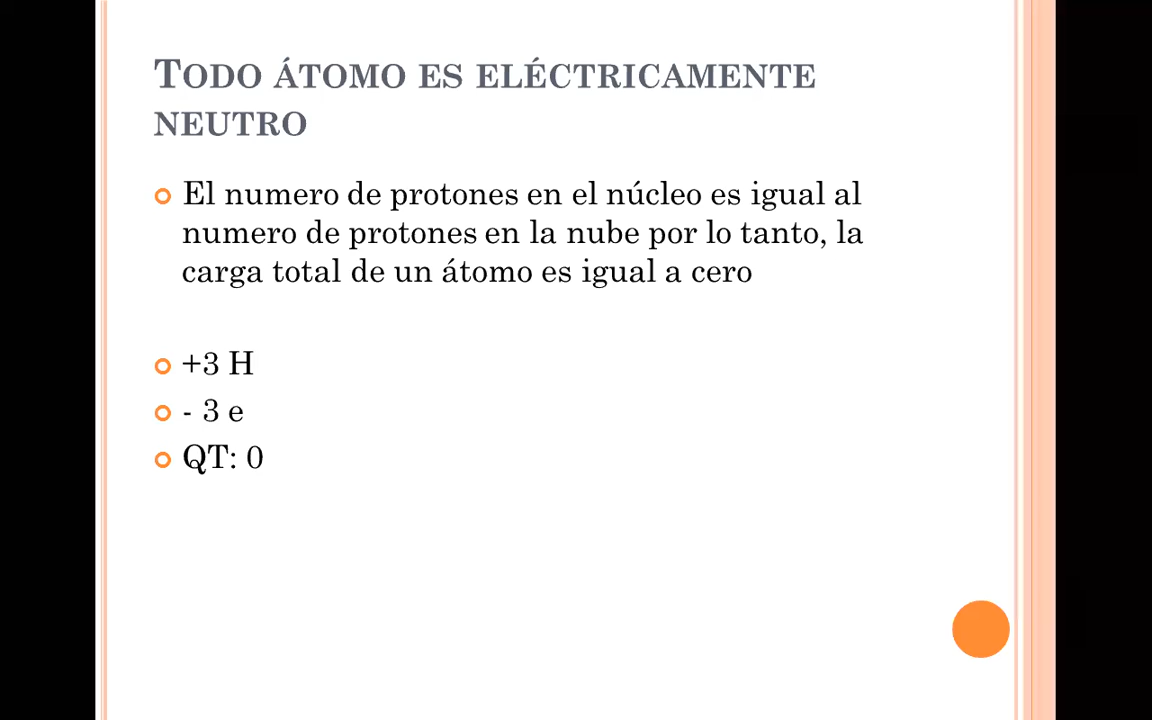 TODO ÁTOMO ES ELÉCTRICAMENTE
NEUTRO
El numero de protones en el núcleo es igual al
numero de protones en la nube por lo tanto, la
carga total de un átomo es igual a cero
+3 H
- 3 e
QT: 0